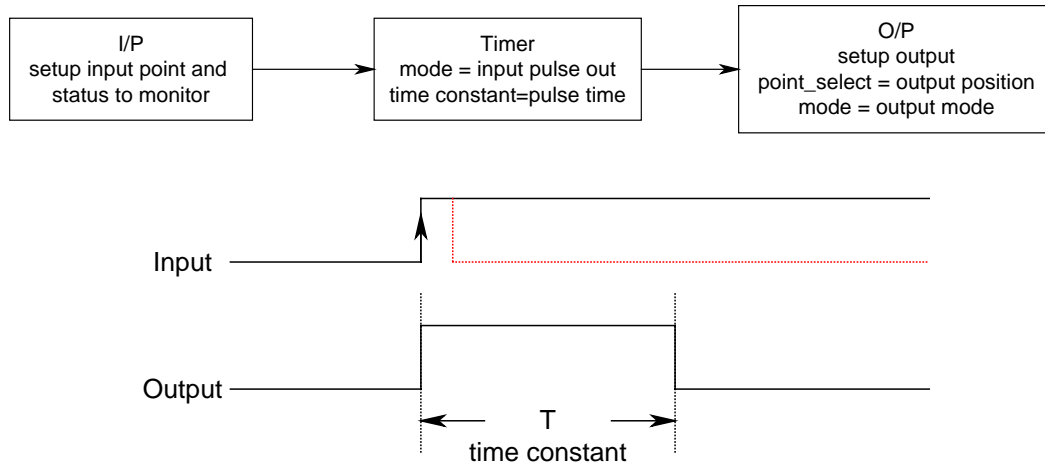 I/P
setup input point and
status to monitor
Timer
mode = input pulse out
time constant=pulse time
O/P
setup output
point_select = output position
mode = output mode
Input
Output
T
time constant